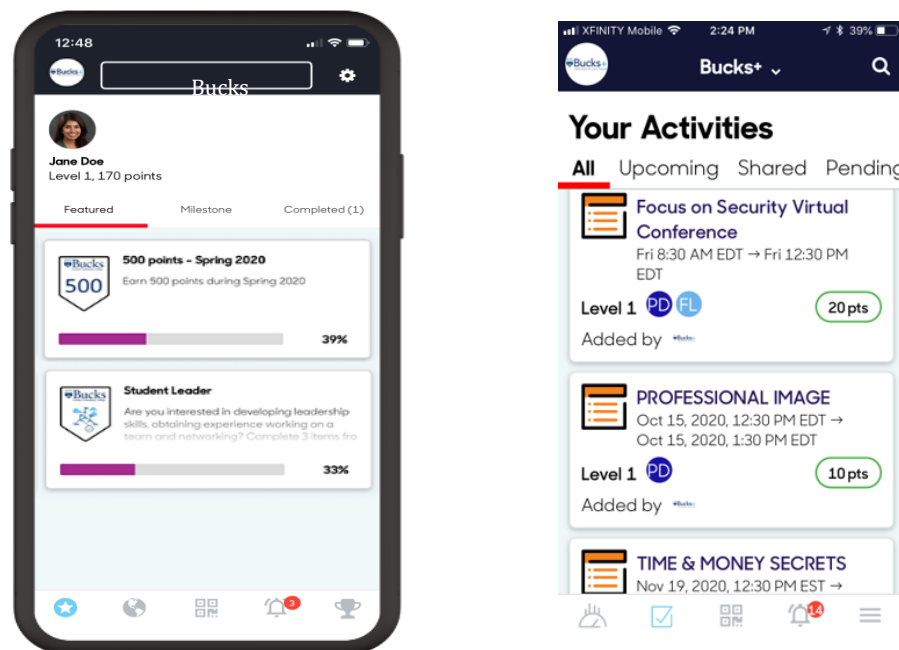 12:48
Bucks+
Bucks
Jane Doe
Level 1, 170 points
Featured Milestone Completed (1)
Bucks
500
500 points - Spring 2020
Earn 500 points during Spring 2020
39%
Bucks
Student Leader
Are you interested in developing leadership
skills, obtaining experience working on a
team and networking? Complete 3 items fro
33%
3
XFINITY Mobile 2:24 PM 39%
Bucks+
Bucks+
Your Activities
All Upcoming Shared Pending
Focus on Security Virtual
Conference
Fri 8:30 AM EDT → Fri 12:30 PM
EDT
Level 1 PD FL 20 pts
Added by Bucks+
PROFESSIONAL IMAGE
Oct 15, 2020, 12:30 PM EDT →
Oct 15, 2020, 1:30 PM EDT
Level 1 PD 10 pts
Added by Bucks+
TIME & MONEY SECRETS
Nov 19, 2020, 12:30 PM EST →
14